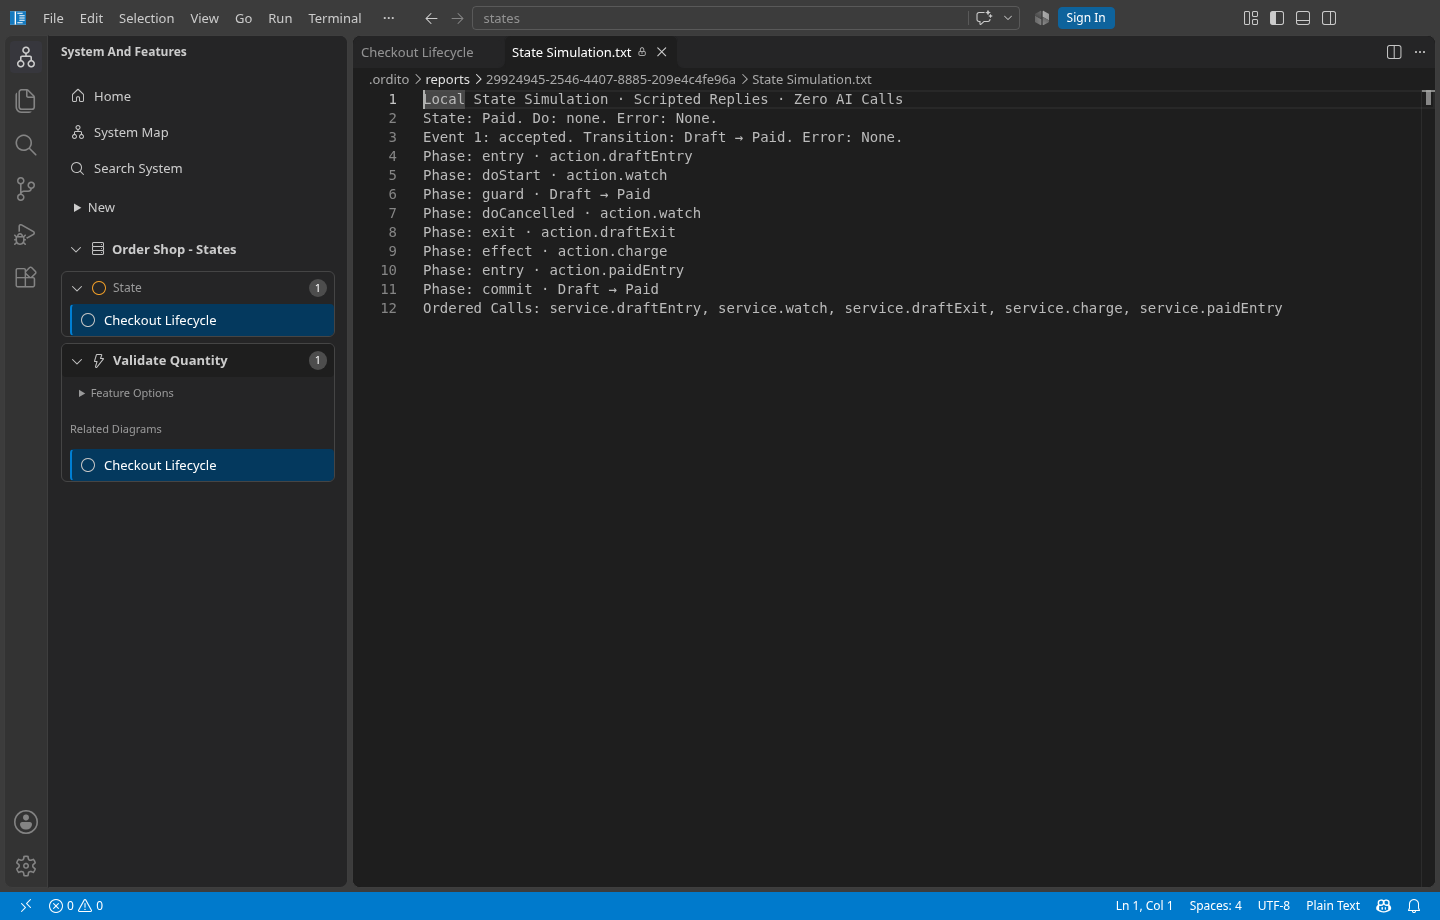 File Edit Selection View Go Run Terminal ··· states Sign In
System And Features
Home
System Map
Search System
New
Order Shop - States
State 1
Checkout Lifecycle
Validate Quantity 1
Feature Options
Related Diagrams
Checkout Lifecycle
Checkout Lifecycle State Simulation.txt
.ordito > reports > 29924945-2546-4407-8885-209e4c4fe96a > State Simulation.txt
1 Local State Simulation · Scripted Replies · Zero AI Calls
2 State: Paid. Do: none. Error: None.
3 Event 1: accepted. Transition: Draft → Paid. Error: None.
4 Phase: entry · action.draftEntry
5 Phase: doStart · action.watch
6 Phase: guard · Draft → Paid
7 Phase: doCancelled · action.watch
8 Phase: exit · action.draftExit
9 Phase: effect · action.charge
10 Phase: entry · action.paidEntry
11 Phase: commit · Draft → Paid
12 Ordered Calls: service.draftEntry, service.watch, service.draftExit, service.charge, service.paidEntry
0 0 Ln 1, Col 1 Spaces: 4 UTF-8 Plain Text